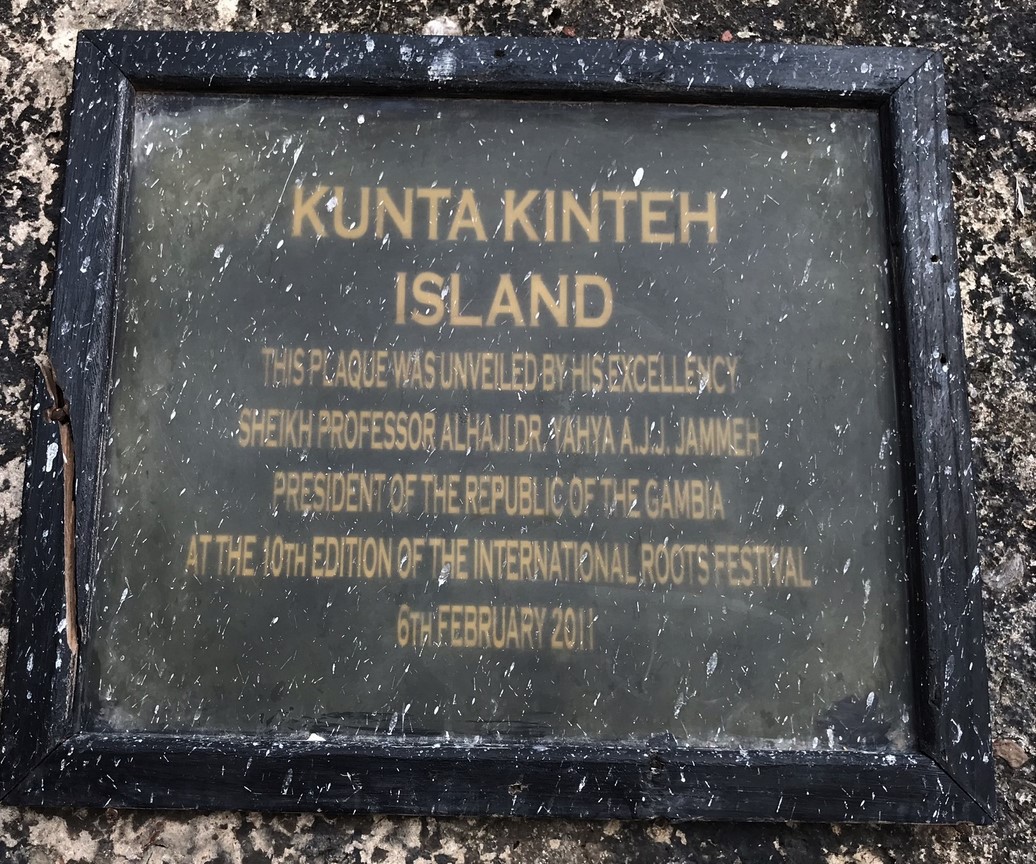 KUNTA KINTEH
ISLAND
THIS PLAQUE WAS UNVEILED BY HIS EXCELLENCY
SHEIKH PROFESSOR ALHAJI DR. YAHYA A.J.J. JAMMEH
PRESIDENT OF THE REPUBLIC OF THE GAMBIA
AT THE 10TH EDITION OF THE INTERNATIONAL ROOTS FESTIVAL
6TH FEBRUARY 2011